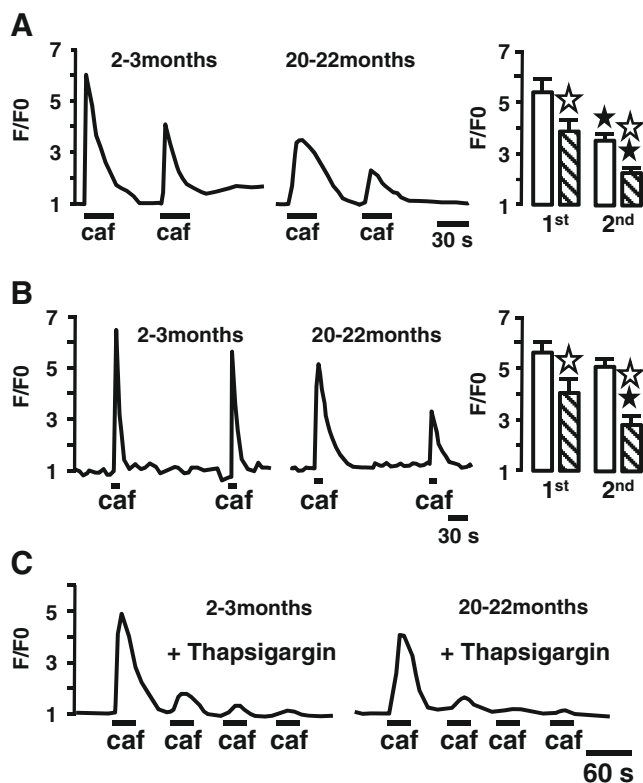 A
7
5
3
1
F/F0
2-3months
20-22months
caf
caf
caf
caf
30 s
7
5
3
1
F/F0
1st
2nd
B
7
5
3
1
F/F0
2-3months
20-22months
caf
caf
caf
caf
30 s
7
5
3
1
F/F0
1st
2nd
C
5
3
1
F/F0
2-3months
+ Thapsigargin
20-22months
+ Thapsigargin
caf
caf
caf
caf
caf
caf
caf
caf
60 s